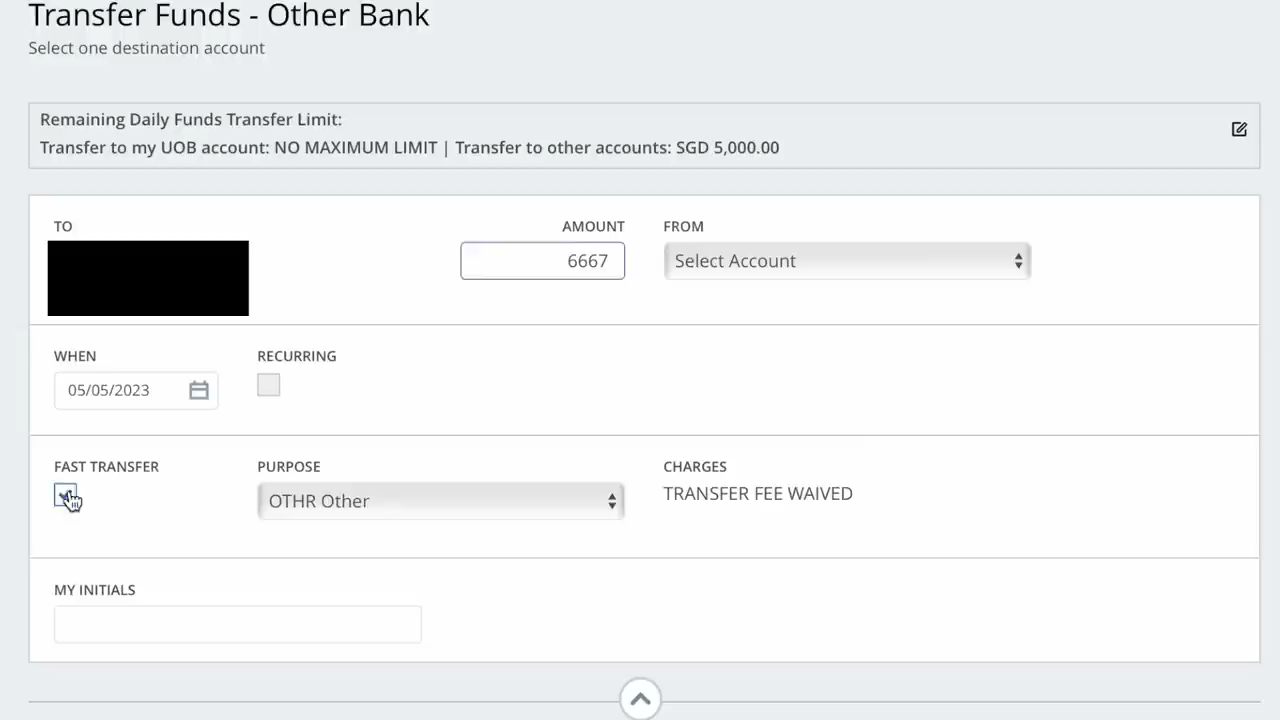 Transfer Funds - Other Bank
Select one destination account
Remaining Daily Funds Transfer Limit:
Transfer to my UOB account: NO MAXIMUM LIMIT | Transfer to other accounts: SGD 5,000.00
TO AMOUNT FROM
6667 Select Account
WHEN RECURRING
05/05/2023
FAST TRANSFER PURPOSE CHARGES
OTHR Other TRANSFER FEE WAIVED
MY INITIALS